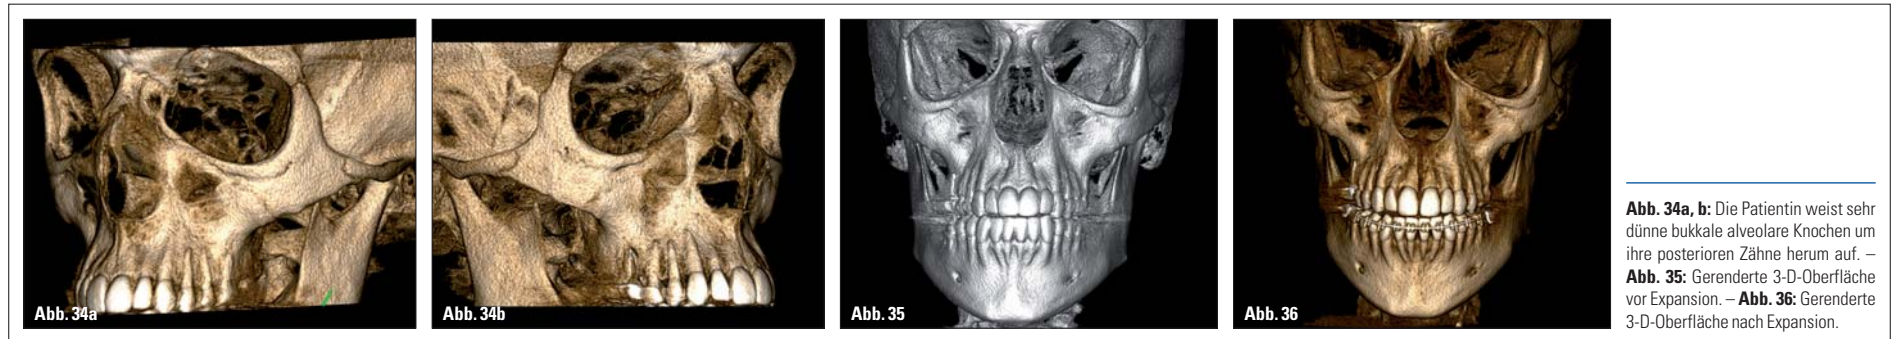 Abb. 34a
Abb. 34b
Abb. 35
Abb. 36
Abb. 34a, b: Die Patientin weist sehr
dünne bukkale alveolare Knochen um
ihre posterioren Zähne herum auf. –
Abb. 35: Gerenderte 3-D-Oberfläche
vor Expansion. – Abb. 36: Gerenderte
3-D-Oberfläche nach Expansion.